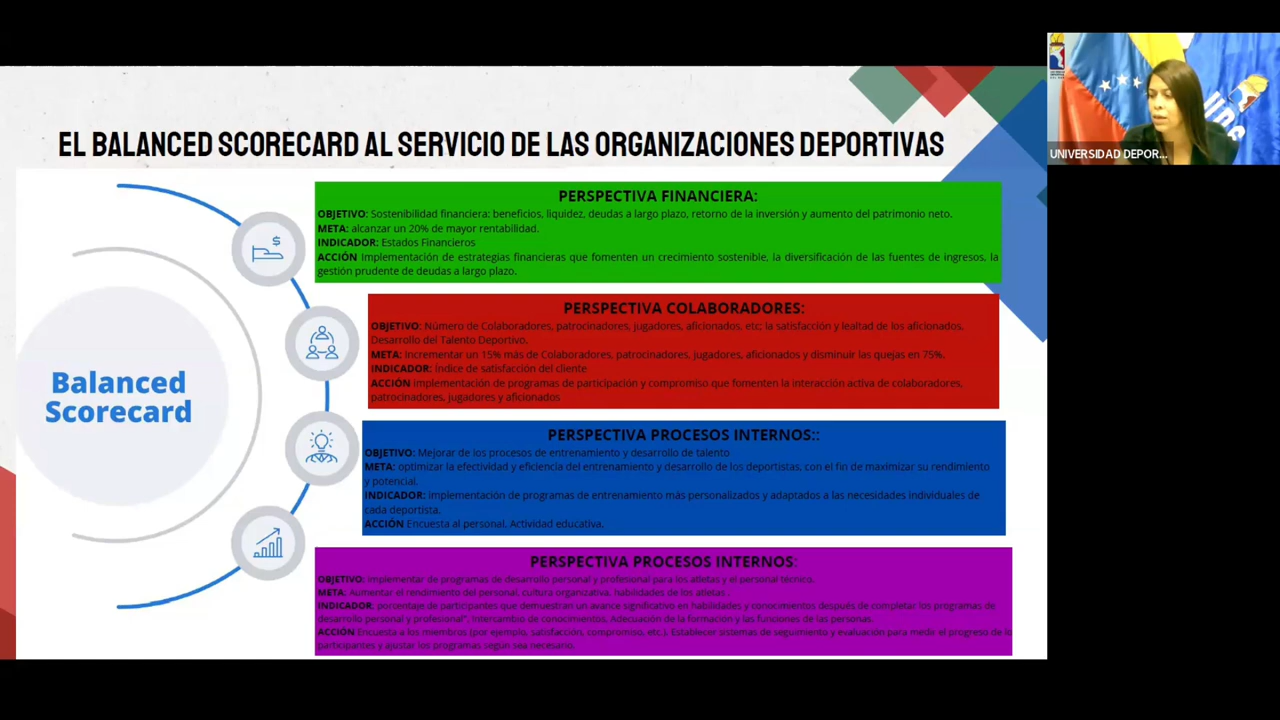 EL BALANCED SCORECARD AL SERVICIO DE LAS ORGANIZACIONES DEPORTIVAS
UNIVERSIDAD DEPOR...
Balanced
Scorecard
PERSPECTIVA FINANCIERA:
OBJETIVO: Sostenibilidad financiera: beneficios, liquidez, deudas a largo plazo, retorno de la inversión y aumento del patrimonio neto.
META: alcanzar un 20% de mayor rentabilidad.
INDICADOR: Estados Financieros
ACCIÓN Implementación de estrategias financieras que fomenten un crecimiento sostenible, la diversificación de las fuentes de ingresos, la
gestión prudente de deudas a largo plazo.
PERSPECTIVA COLABORADORES:
OBJETIVO: Número de Colaboradores, patrocinadores, jugadores, aficionados, etc; la satisfacción y lealtad de los aficionados.
Desarrollo del Talento Deportivo.
META: Incrementar un 15% más de Colaboradores, patrocinadores, jugadores, aficionados y disminuir las quejas en 75%.
INDICADOR: Índice de satisfacción del cliente
ACCIÓN Implementación de programas de participación y compromiso que fomenten la interacción activa de colaboradores,
patrocinadores, jugadores y aficionados
PERSPECTIVA PROCESOS INTERNOS::
OBJETIVO: Mejorar de los procesos de entrenamiento y desarrollo de talento
META: optimizar la efectividad y eficiencia del entrenamiento y desarrollo de los deportistas, con el fin de maximizar su rendimiento
y potencial.
INDICADOR: Implementación de programas de entrenamiento más personalizados y adaptados a las necesidades individuales de
cada deportista.
ACCIÓN Encuesta al personal. Actividad educativa.
PERSPECTIVA PROCESOS INTERNOS:
OBJETIVO: Implementar de programas de desarrollo personal y profesional para los atletas y el personal técnico.
META: Aumentar el rendimiento del personal, cultura organizativa, habilidades de los atletas .
INDICADOR: porcentaje de participantes que demuestran un avance significativo en habilidades y conocimientos después de completar los programas de
desarrollo personal y profesional". Intercambio de conocimientos. Adecuación de la formación y las funciones de las personas.
ACCIÓN Encuesta a los miembros (por ejemplo, satisfacción, compromiso, etc.). Establecer sistemas de seguimiento y evaluación para medir el progreso de lo
participantes y ajustar los programas según sea necesario.